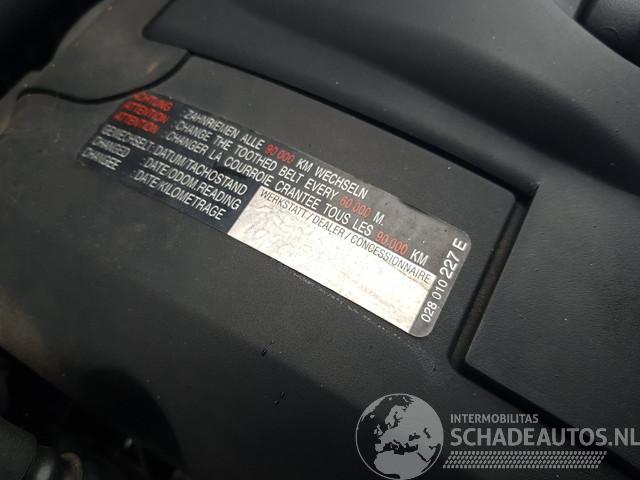 ACHTUNG : ZAHNRIEMEN ALLE 90 000 KM WECHSELN
ATTENTION : CHANGE THE TOOTHED BELT EVERY 60.000 M.
ATTENTION : CHANGER LA COURROIE CRANTEE TOUS LES 90.000 KM
GEWECHSELT:DATUM/TACHOSTAND
CHANGED :DATE/ODOM.READING
CHANGEE :DATE/KILOMETRAGE
WERKSTATT/DEALER/CONCESSIONNAIRE
028 010 227 E
INTERMOBILITAS
SCHADEAUTOS.NL